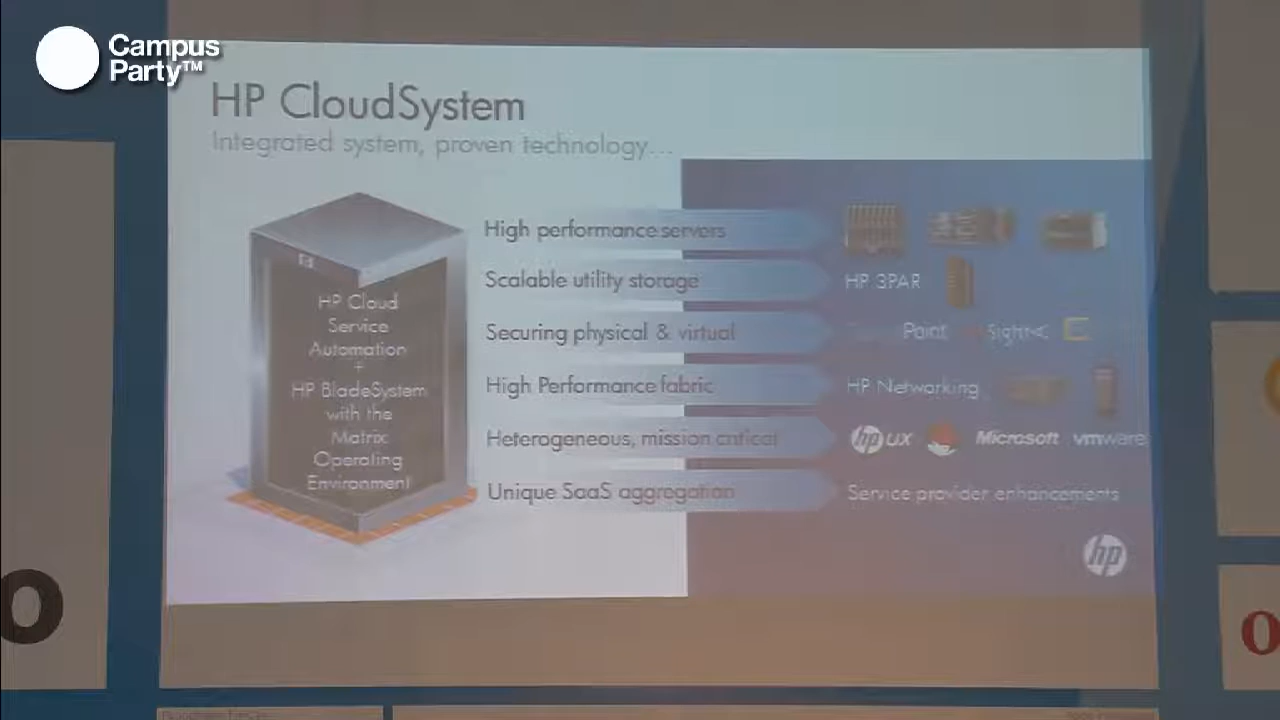 Campus
Party™
HP CloudSystem
Integrated system, proven technology...
HP Cloud
Service
Automation
+
HP BladeSystem
with the
Matrix
Operating
Environment
High performance servers
Scalable utility storage
HP 3PAR
Securing physical & virtual
Point
High Performance fabric
HP Networking
Heterogeneous, mission critical
hp UX
Microsoft
vmware
Unique SaaS aggregation
Service provider enhancements
hp
o
O